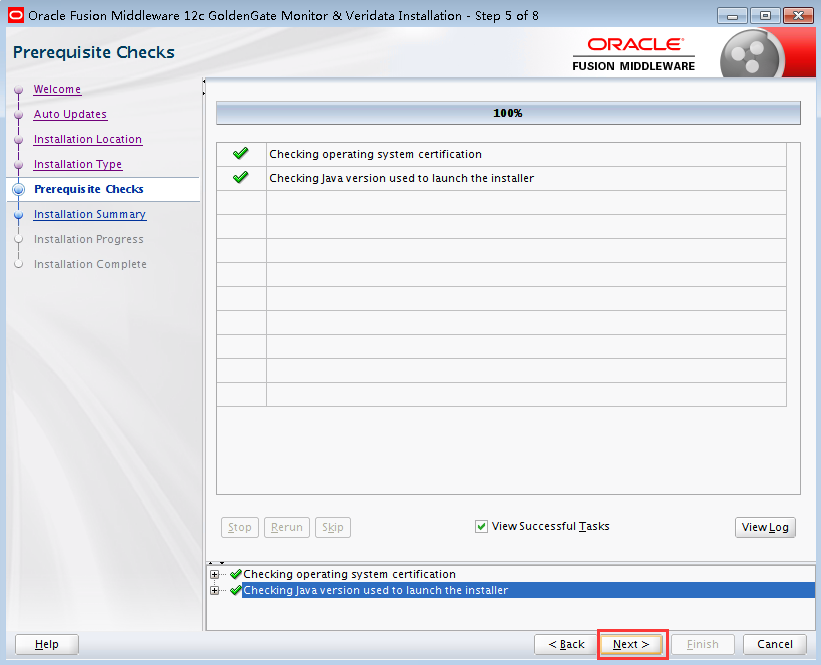 Oracle Fusion Middleware 12c GoldenGate Monitor & Veridata Installation - Step 5 of 8
Prerequisite Checks
ORACLE
FUSION MIDDLEWARE
Welcome
Auto Updates
Installation Location
Installation Type
Prerequisite Checks
Installation Summary
Installation Progress
Installation Complete
100%
Checking operating system certification
Checking Java version used to launch the installer
Stop
Rerun
Skip
View Successful Tasks
View Log
Checking operating system certification
Checking Java version used to launch the installer
Help
< Back
Next >
Finish
Cancel